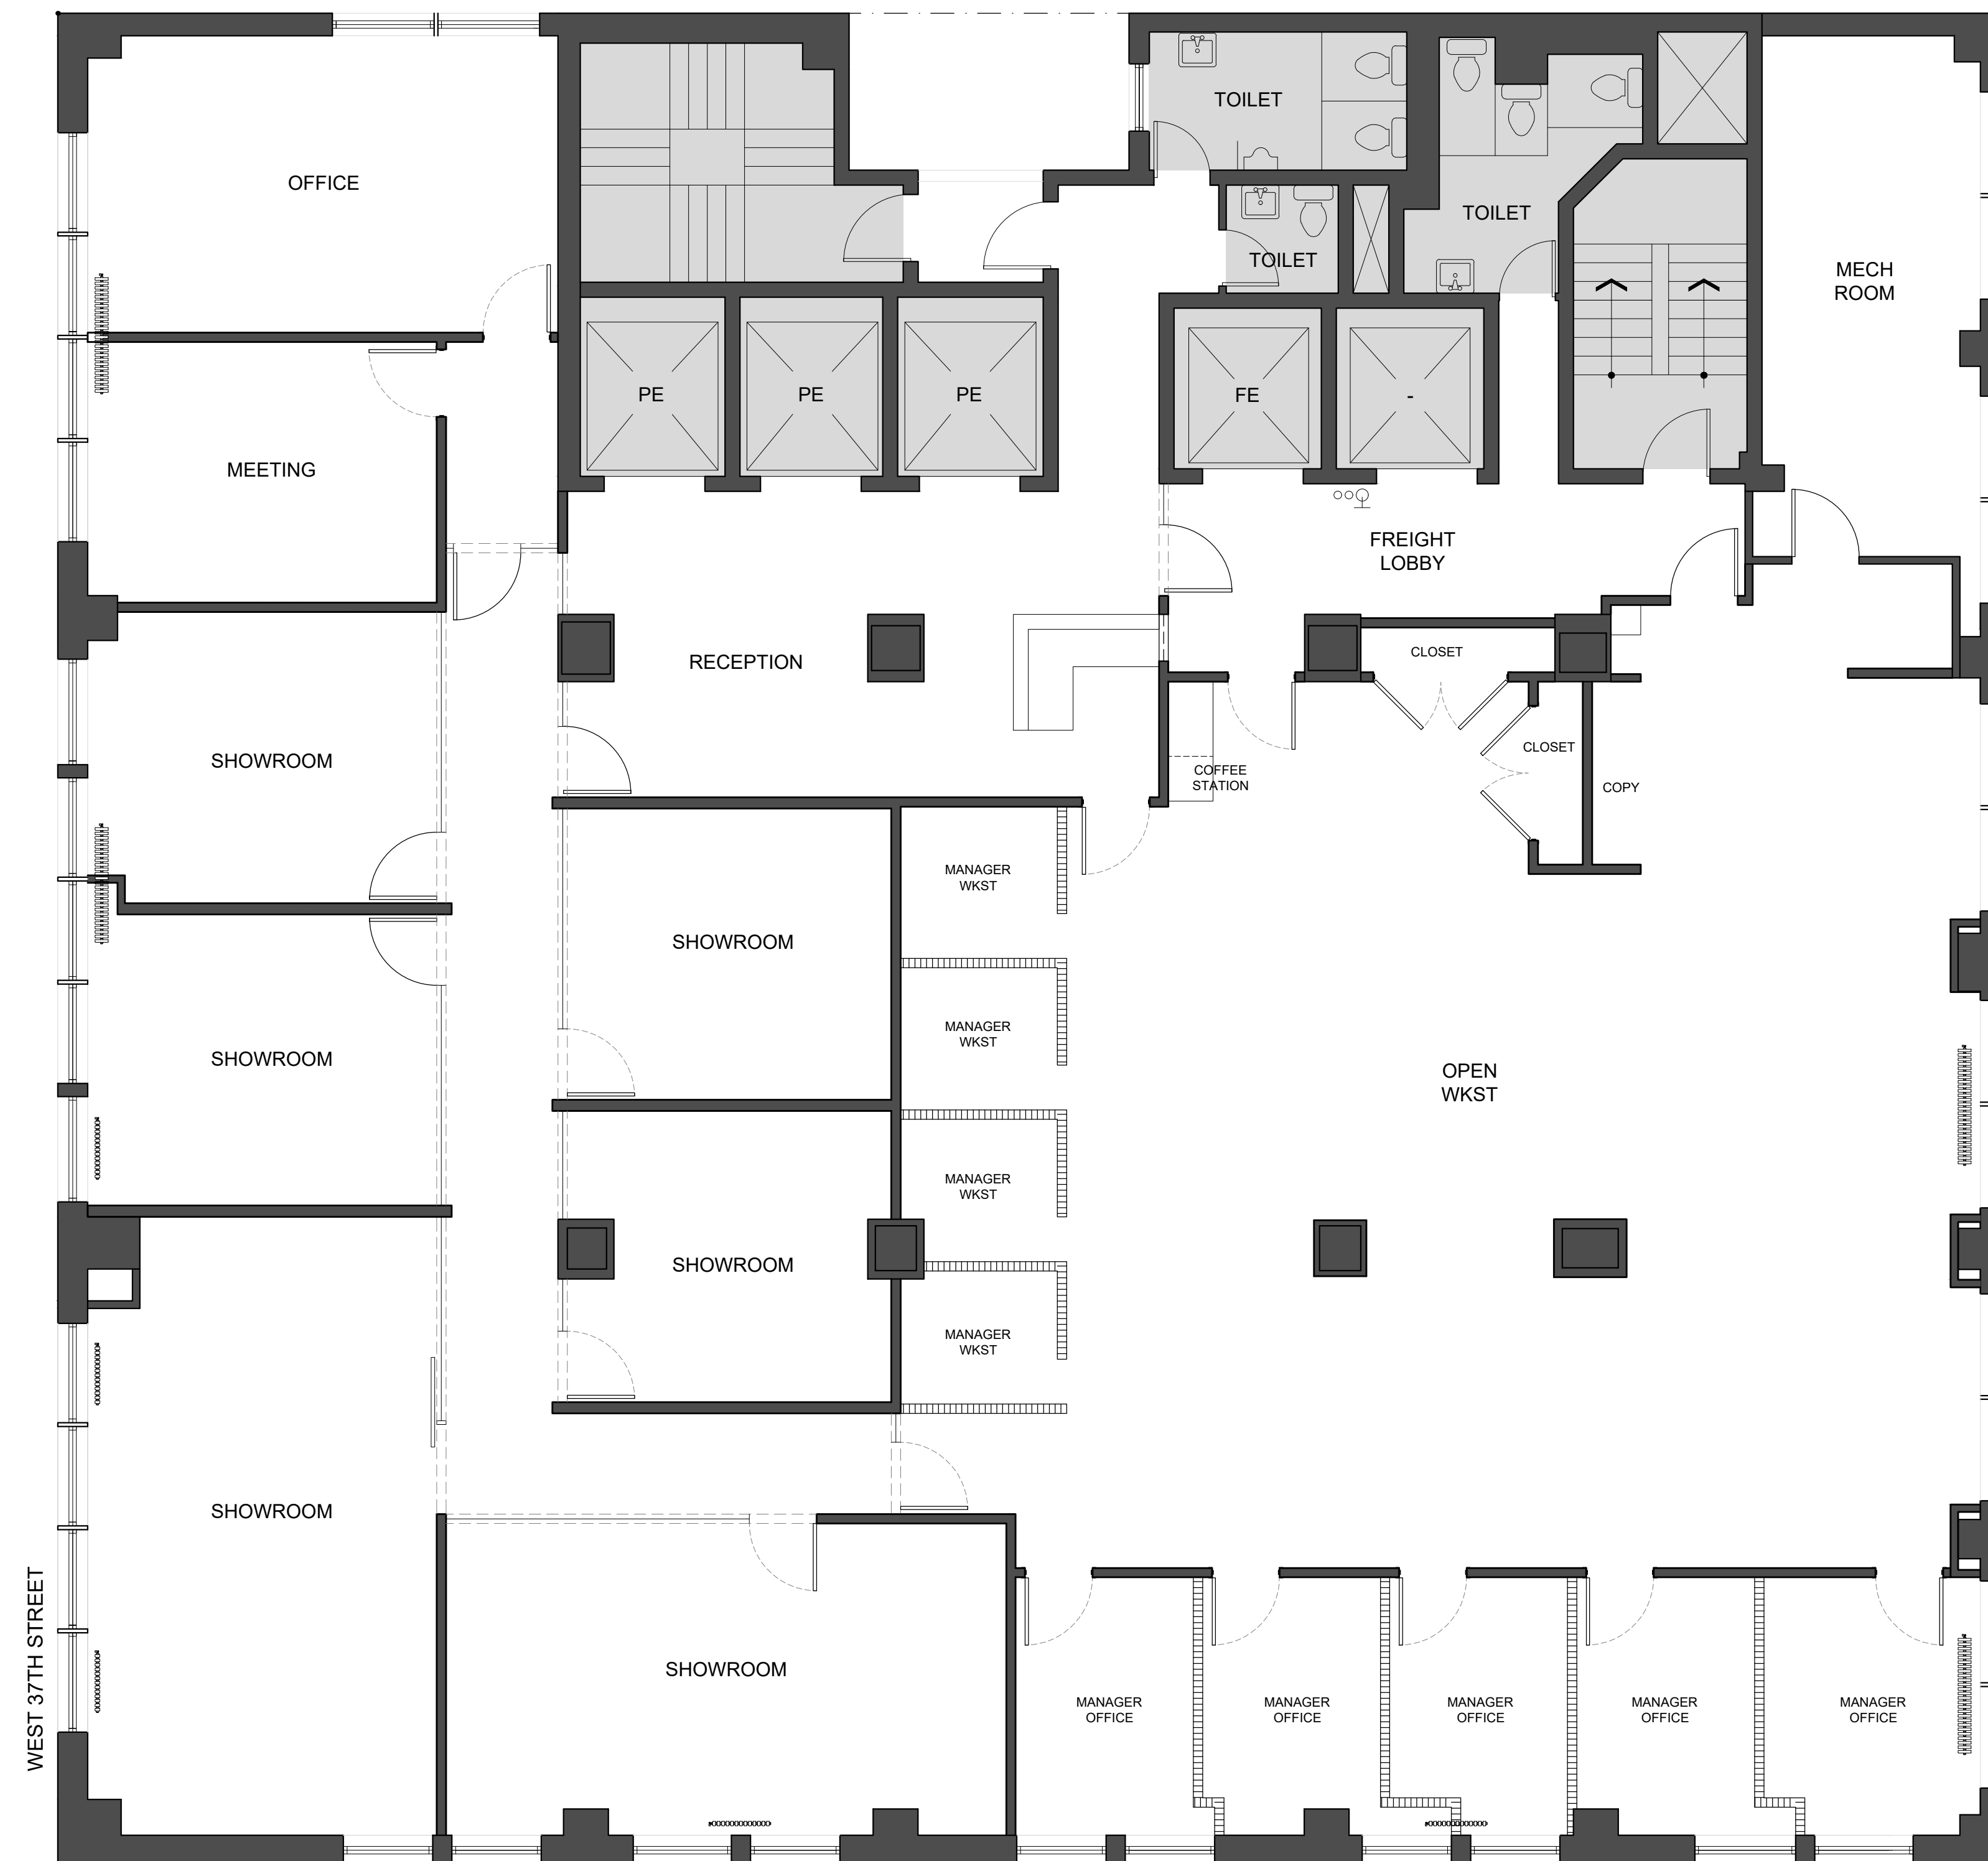 TOILET
OFFICE
TOILET
TOILET
MECH
ROOM
PE
PE
PE
FE
-
MEETING
FREIGHT
LOBBY
RECEPTION
CLOSET
SHOWROOM
CLOSET
COFFEE
STATION
COPY
MANAGER
WKST
SHOWROOM
MANAGER
WKST
SHOWROOM
OPEN
WKST
MANAGER
WKST
SHOWROOM
MANAGER
WKST
SHOWROOM
WEST 37TH STREET
SHOWROOM
MANAGER
OFFICE
MANAGER
OFFICE
MANAGER
OFFICE
MANAGER
OFFICE
MANAGER
OFFICE